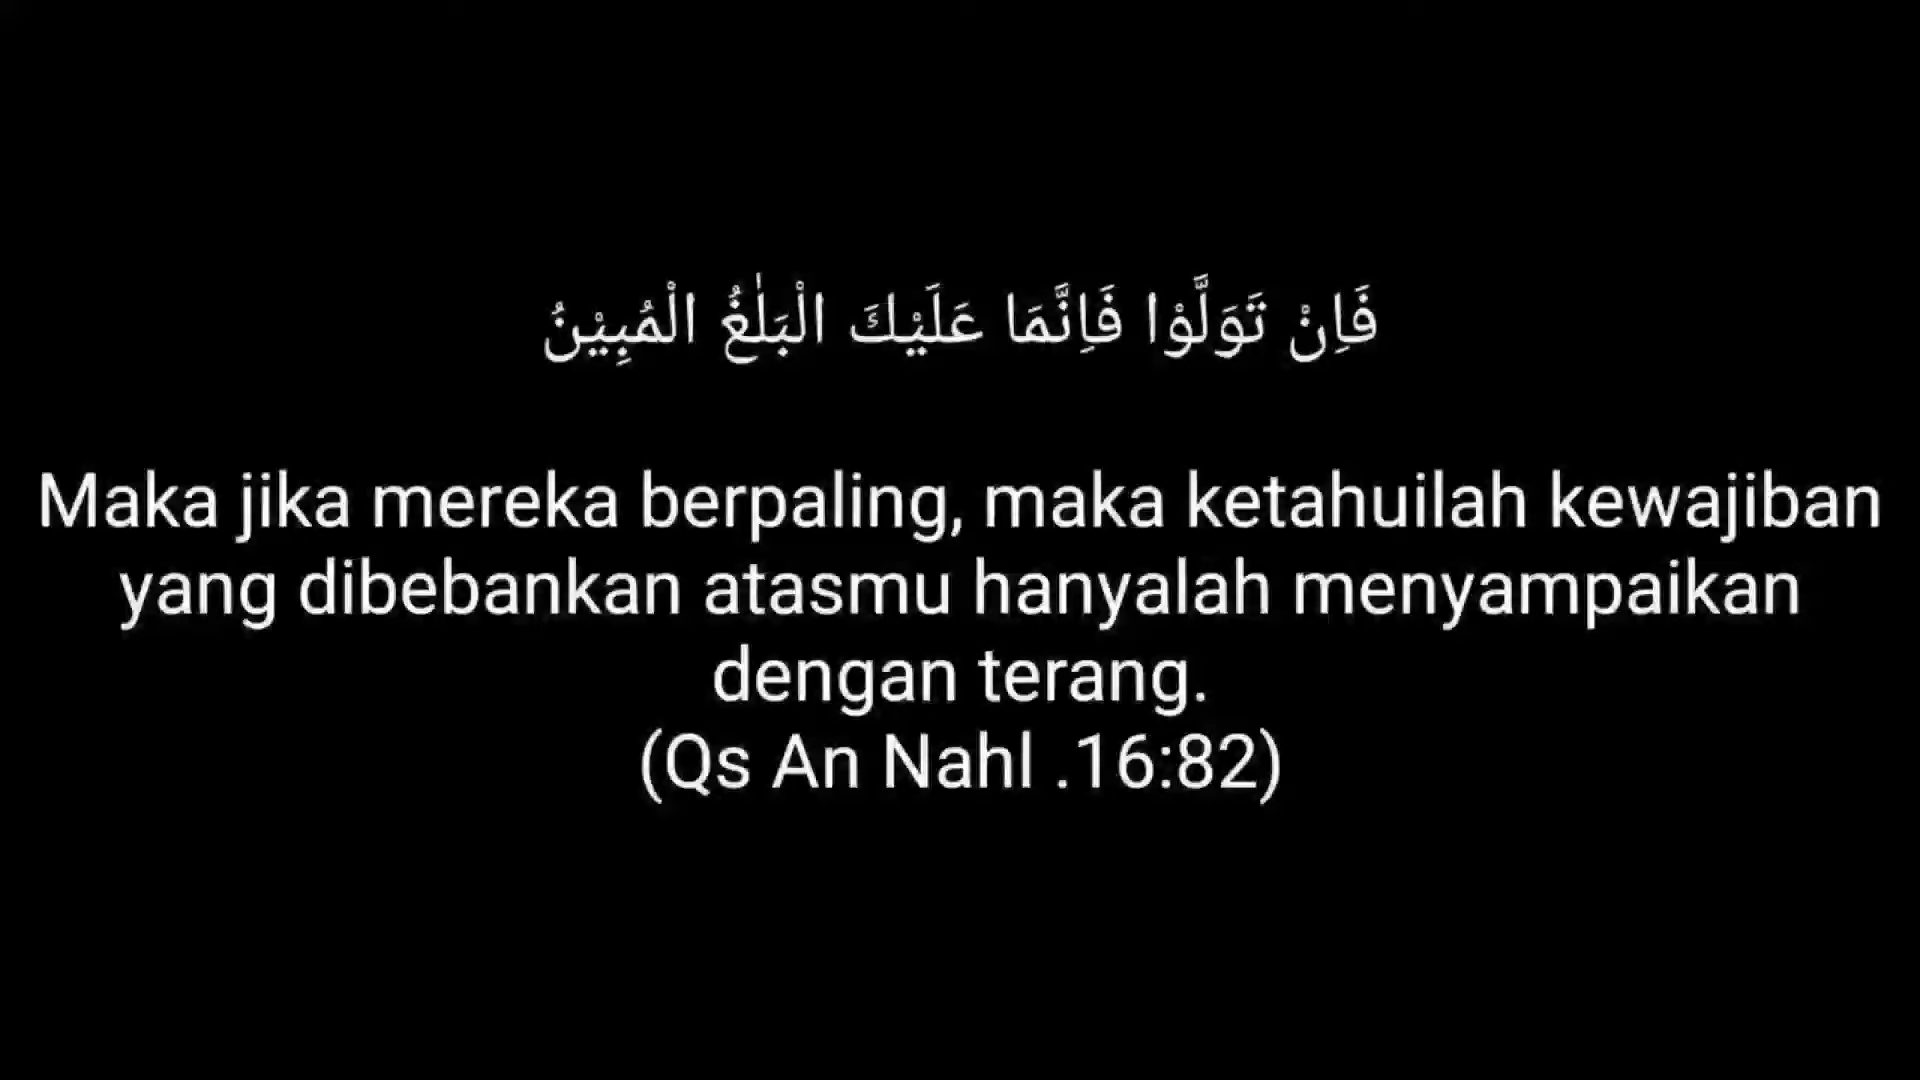 فَاِنْ تَوَلَّوْا فَاِنَّمَا عَلَيْكَ الْبَلٰغُ الْمُبِيْنُ
Maka jika mereka berpaling, maka ketahuilah kewajiban
yang dibebankan atasmu hanyalah menyampaikan
dengan terang.
(Qs An Nahl .16:82)